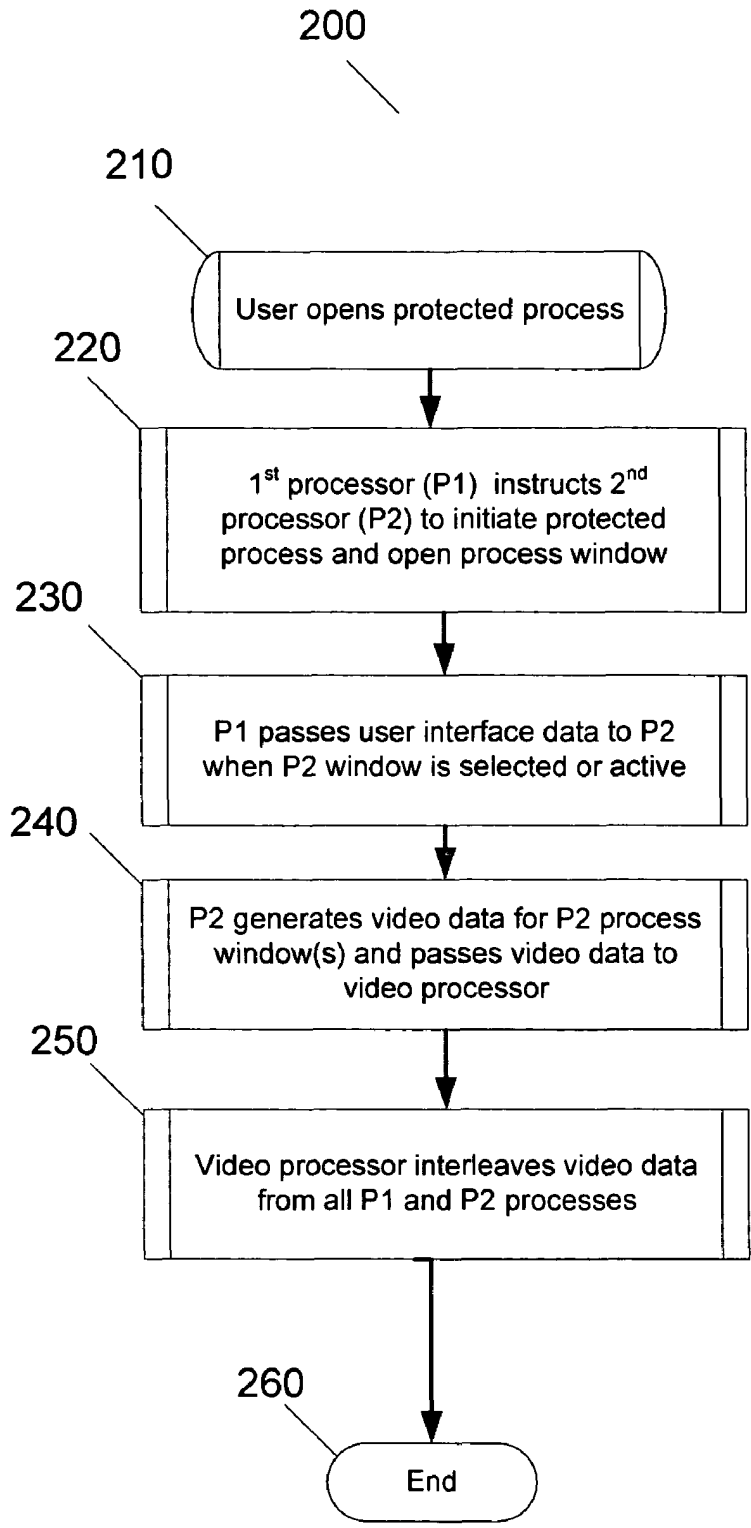 200
210
User opens protected process
220
1st processor (P1) instructs 2nd
processor (P2) to initiate protected
process and open process window
230
P1 passes user interface data to P2
when P2 window is selected or active
240
P2 generates video data for P2 process
window(s) and passes video data to
video processor
250
Video processor interleaves video data
from all P1 and P2 processes
260
End